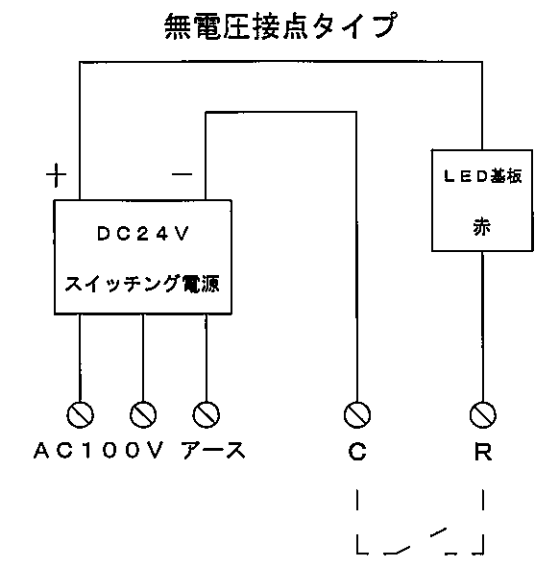 無電圧接点タイプ
+ −
LED基板
赤
DC24V
スイッチング電源
AC100V アース C R